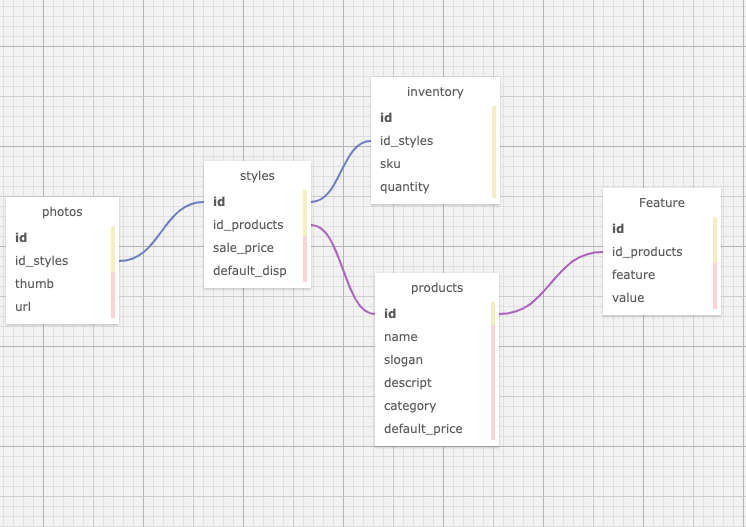 photos
id
id_styles
thumb
url
styles
id
id_products
sale_price
default_disp
inventory
id
id_styles
sku
quantity
products
id
name
slogan
descript
category
default_price
Feature
id
id_products
feature
value